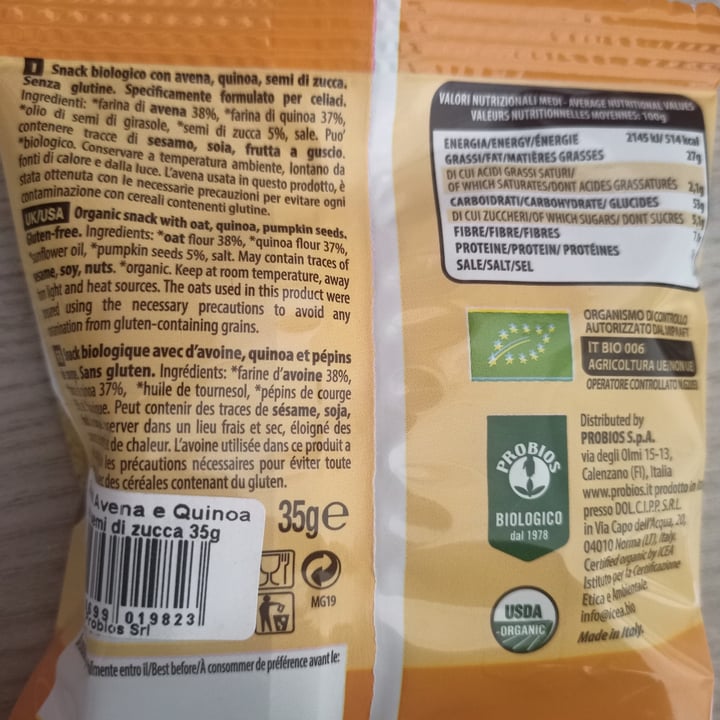 I Snack biologico con avena, quinoa, semi di zucca.
Senza glutine. Specificamente formulato per celiaci.
Ingredienti: *farina di avena 38%, *farina di quinoa 37%,
*olio di semi di girasole, *semi di zucca 5%, sale. Puo'
contenere tracce di sesamo, soia, frutta a guscio.
*biologico. Conservare a temperatura ambiente, lontano da
fonti di calore e dalla luce. L'avena usata in questo prodotto, è
stata ottenuta con le necessarie precauzioni per evitare ogni
contaminazione con cereali contenenti glutine.
UK/USA Organic snack with oat, quinoa, pumpkin seeds.
Gluten-free. Ingredients: *oat flour 38%, *quinoa flour 37%,
*sunflower oil, *pumpkin seeds 5%, salt. May contain traces of
sesame, soy, nuts. *organic. Keep at room temperature, away
light and heat sources. The oats used in this product were
using the necessary precautions to avoid any
from gluten-containing grains.
biologique avec d'avoine, quinoa et pépins
Sans gluten. Ingrédients: *farine d'avoine 38%,
37%, *huile de tournesol, *pépins de courge
Peut contenir des traces de sésame, soja,
dans un lieu frais et sec, éloigné des
de chaleur. L'avoine utilisée dans ce produit a
les précautions nécessaires pour éviter toute
des céréales contenant du gluten.
Avena e Quinoa
semi di zucca 35g
019823
Probios Srl
35g e
MG19
entro il/Best before/À consommer de préférence avant le:
VALORI NUTRIZIONALI MEDI - AVERAGE NUTRITIONAL VALUES
VALEURS NUTRITIONNELLES MOYENNES: 100g
ENERGIA/ENERGY/ÉNERGIE 2145 kJ/ 514 kcal
GRASSI/FAT/MATIÈRES GRASSES 27g
DI CUI ACIDI GRASSI SATURI/
OF WHICH SATURATES/DONT ACIDES GRAS SATURÉS 2,1g
CARBOIDRATI/CARBOHYDRATE/ GLUCIDES
DI CUI ZUCCHERI/OF WHICH SUGARS/ DONT SUCRES
FIBRE/FIBRE/FIBRES
PROTEINE/PROTEIN/ PROTÉINES
SALE/SALT/SEL
ORGANISMO DI CONTROLLO
AUTORIZZATO DAL MIPAAFT
IT BIO 006
AGRICOLTURA UE/NON UE
OPERATORE CONTROLLATO
PROBIOS
BIOLOGICO
dal 1978
Distributed by
PROBIOS S.p.A.
via degli Olmi 15-13,
Calenzano (FI), Italia
www.probios.it prodotto in
presso DOL.C.I.P.P. S.R.L.
in Via Capo dell'Acqua, 20,
04010 Norma (LT), Italy.
Certified organic by ICEA
Istituto per la Certificazione
Etica e Ambientale.
info@icea.bio
Made in Italy.
USDA
ORGANIC